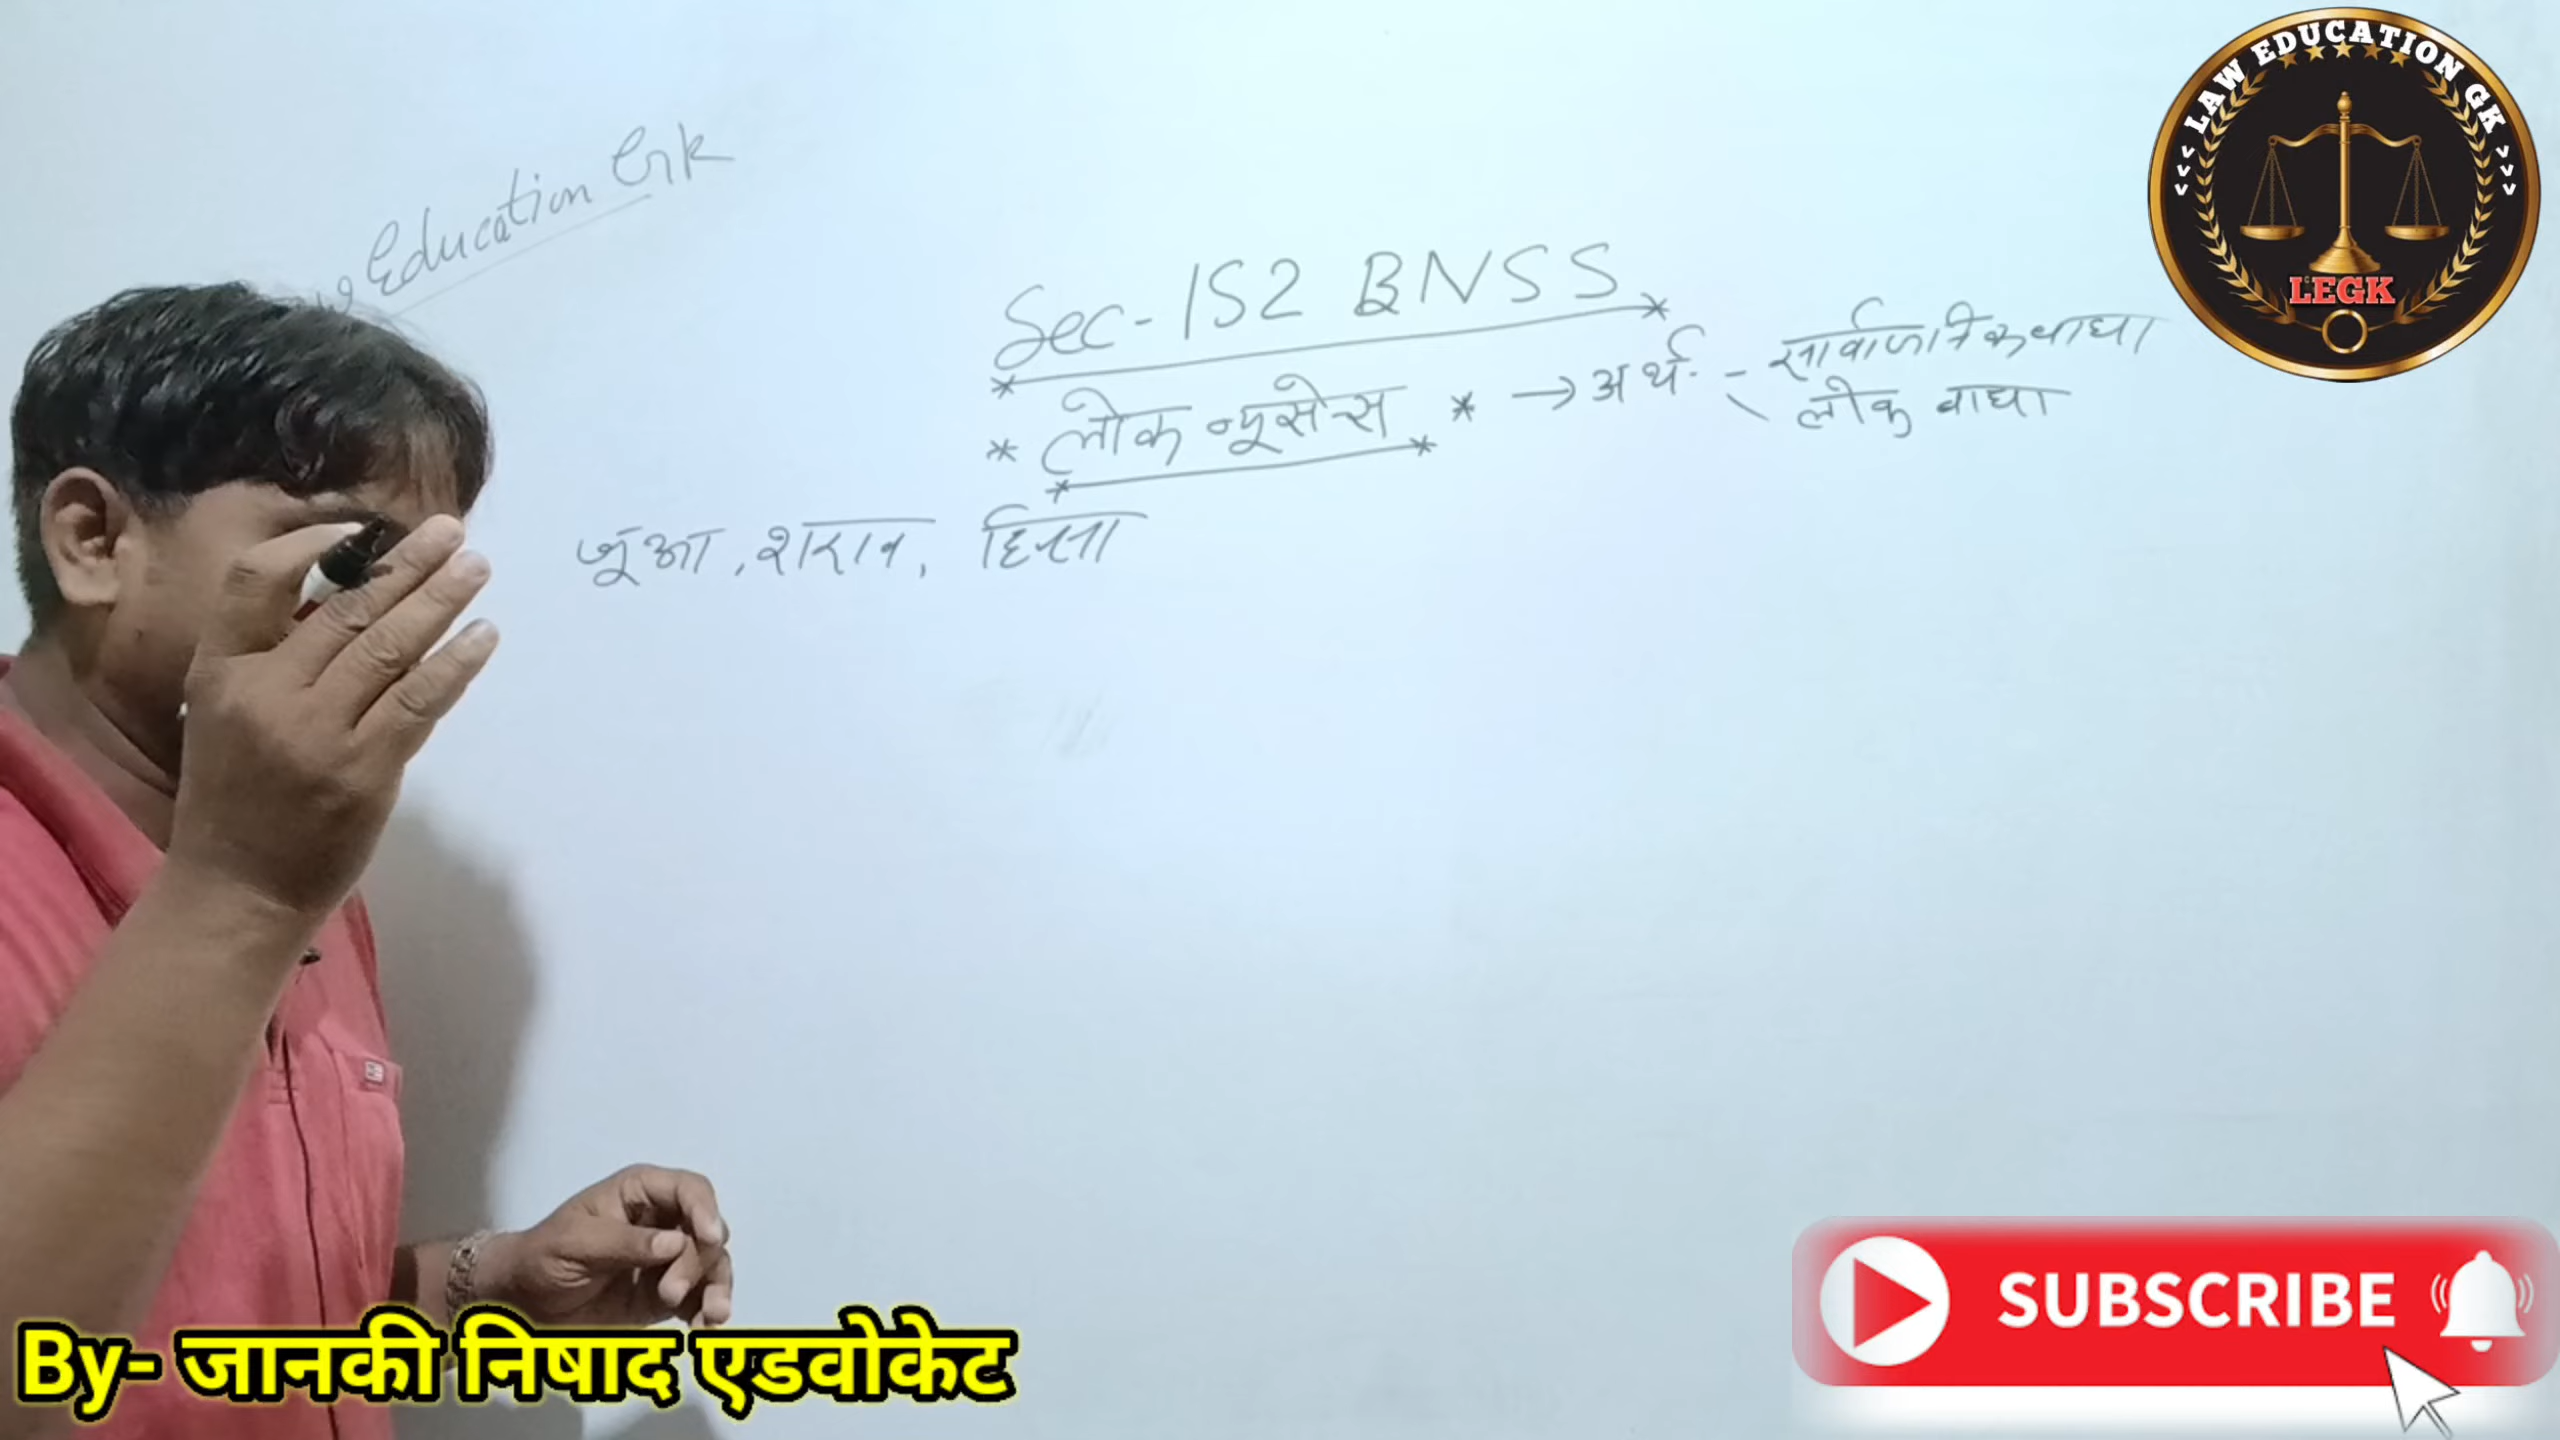 LAW EDUCATION GK
LEGK
Education Gk
Sec-152 BNSS
लोक न्यूसेन्स → अर्थ - सार्वजनिक बाधा
लोक बाधा
जूंआ, शराब, हिंसा
By- जानकी निषाद एडवोकेट
SUBSCRIBE